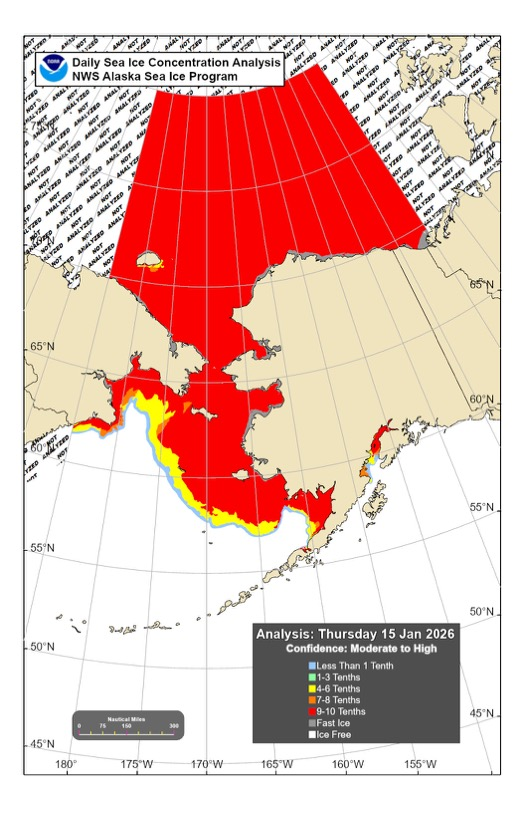 Daily Sea Ice Concentration Analysis
NWS Alaska Sea Ice Program
NOT ANALYZED
65°N
60°N
55°N
50°N
45°N
65°N
60°N
55°N
50°N
45°N
Analysis: Thursday 15 Jan 2026
Confidence: Moderate to High
Less Than 1 Tenth
1-3 Tenths
4-6 Tenths
7-8 Tenths
9-10 Tenths
Fast Ice
Ice Free
Nautical Miles
0 75 150 300
180° 175°W 170°W 165°W 160°W 155°W